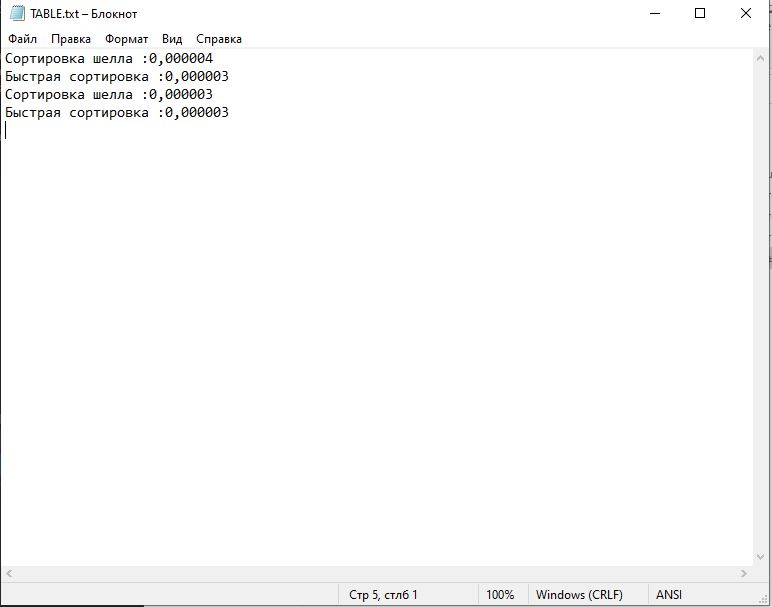 TABLE.txt – Блокнот
Файл Правка Формат Вид Справка
Сортировка шелла :0,000004
Быстрая сортировка :0,000003
Сортировка шелла :0,000003
Быстрая сортировка :0,000003
Стр 5, стлб 1 100% Windows (CRLF) ANSI